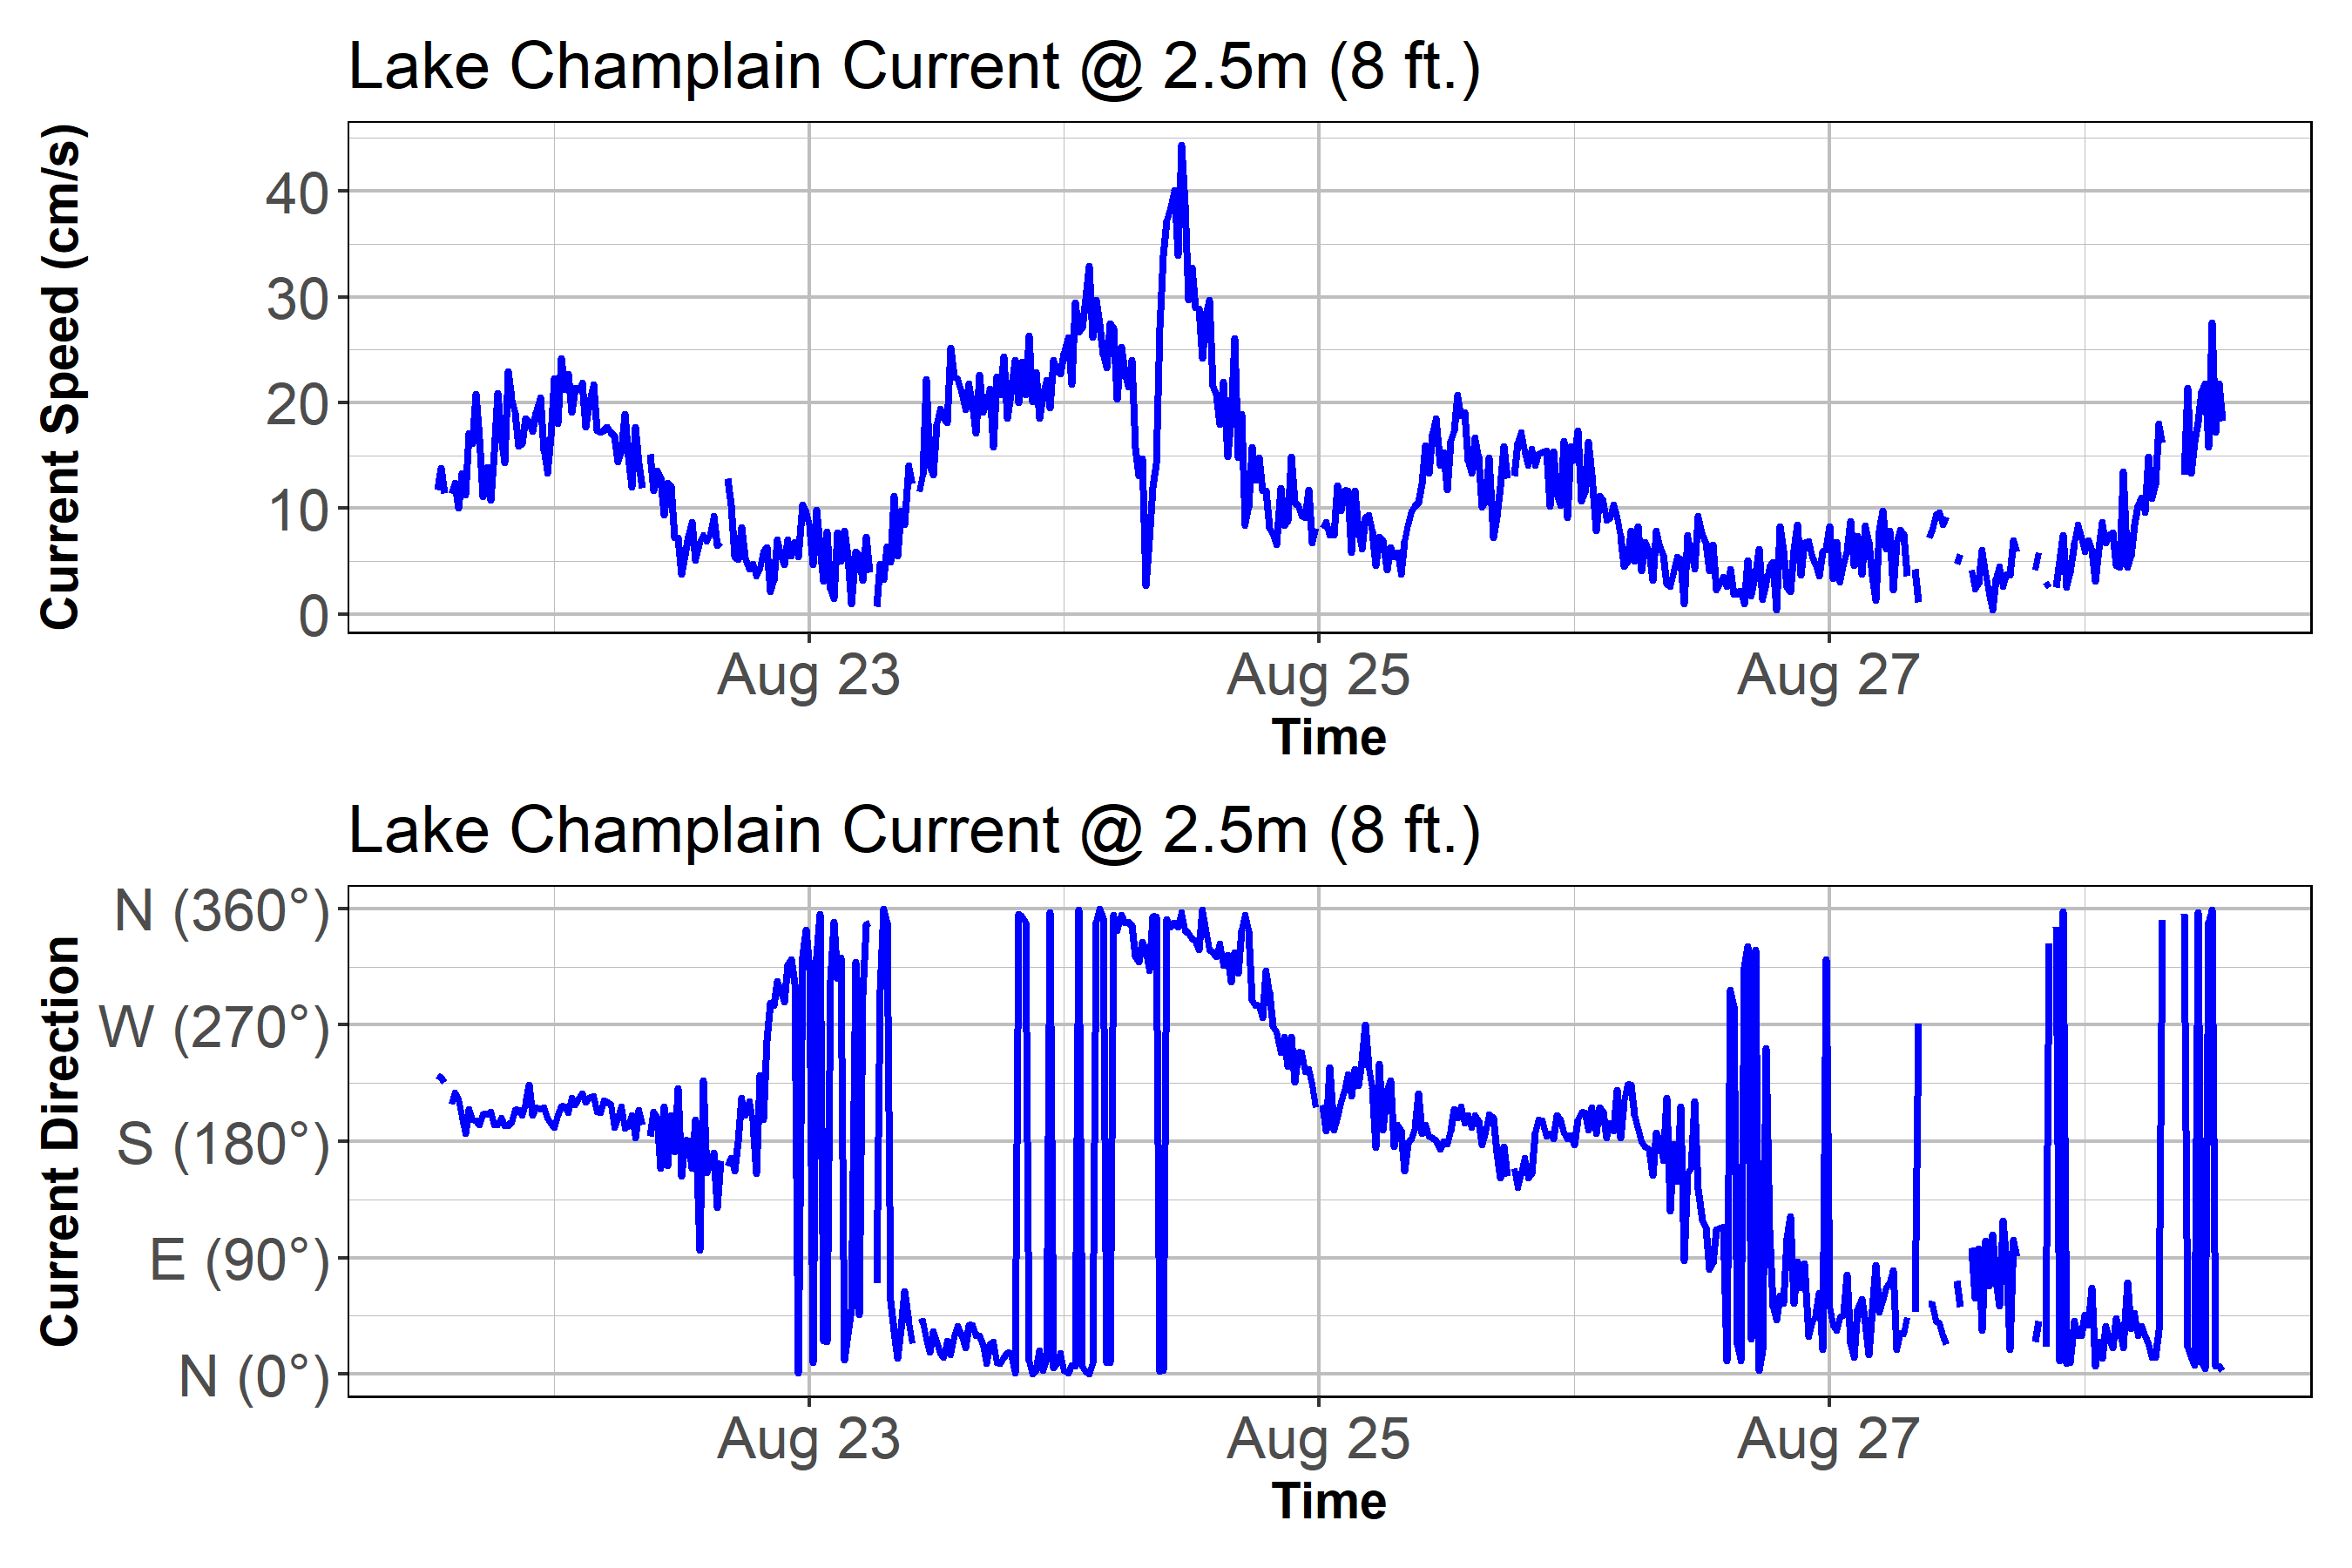 Lake Champlain Current @ 2.5m (8 ft.)
Current Speed (cm/s)
40
30
20
10
0
Aug 23
Aug 25
Aug 27
Time
Lake Champlain Current @ 2.5m (8 ft.)
Current Direction
N (360°)
W (270°)
S (180°)
E (90°)
N (0°)
Aug 23
Aug 25
Aug 27
Time